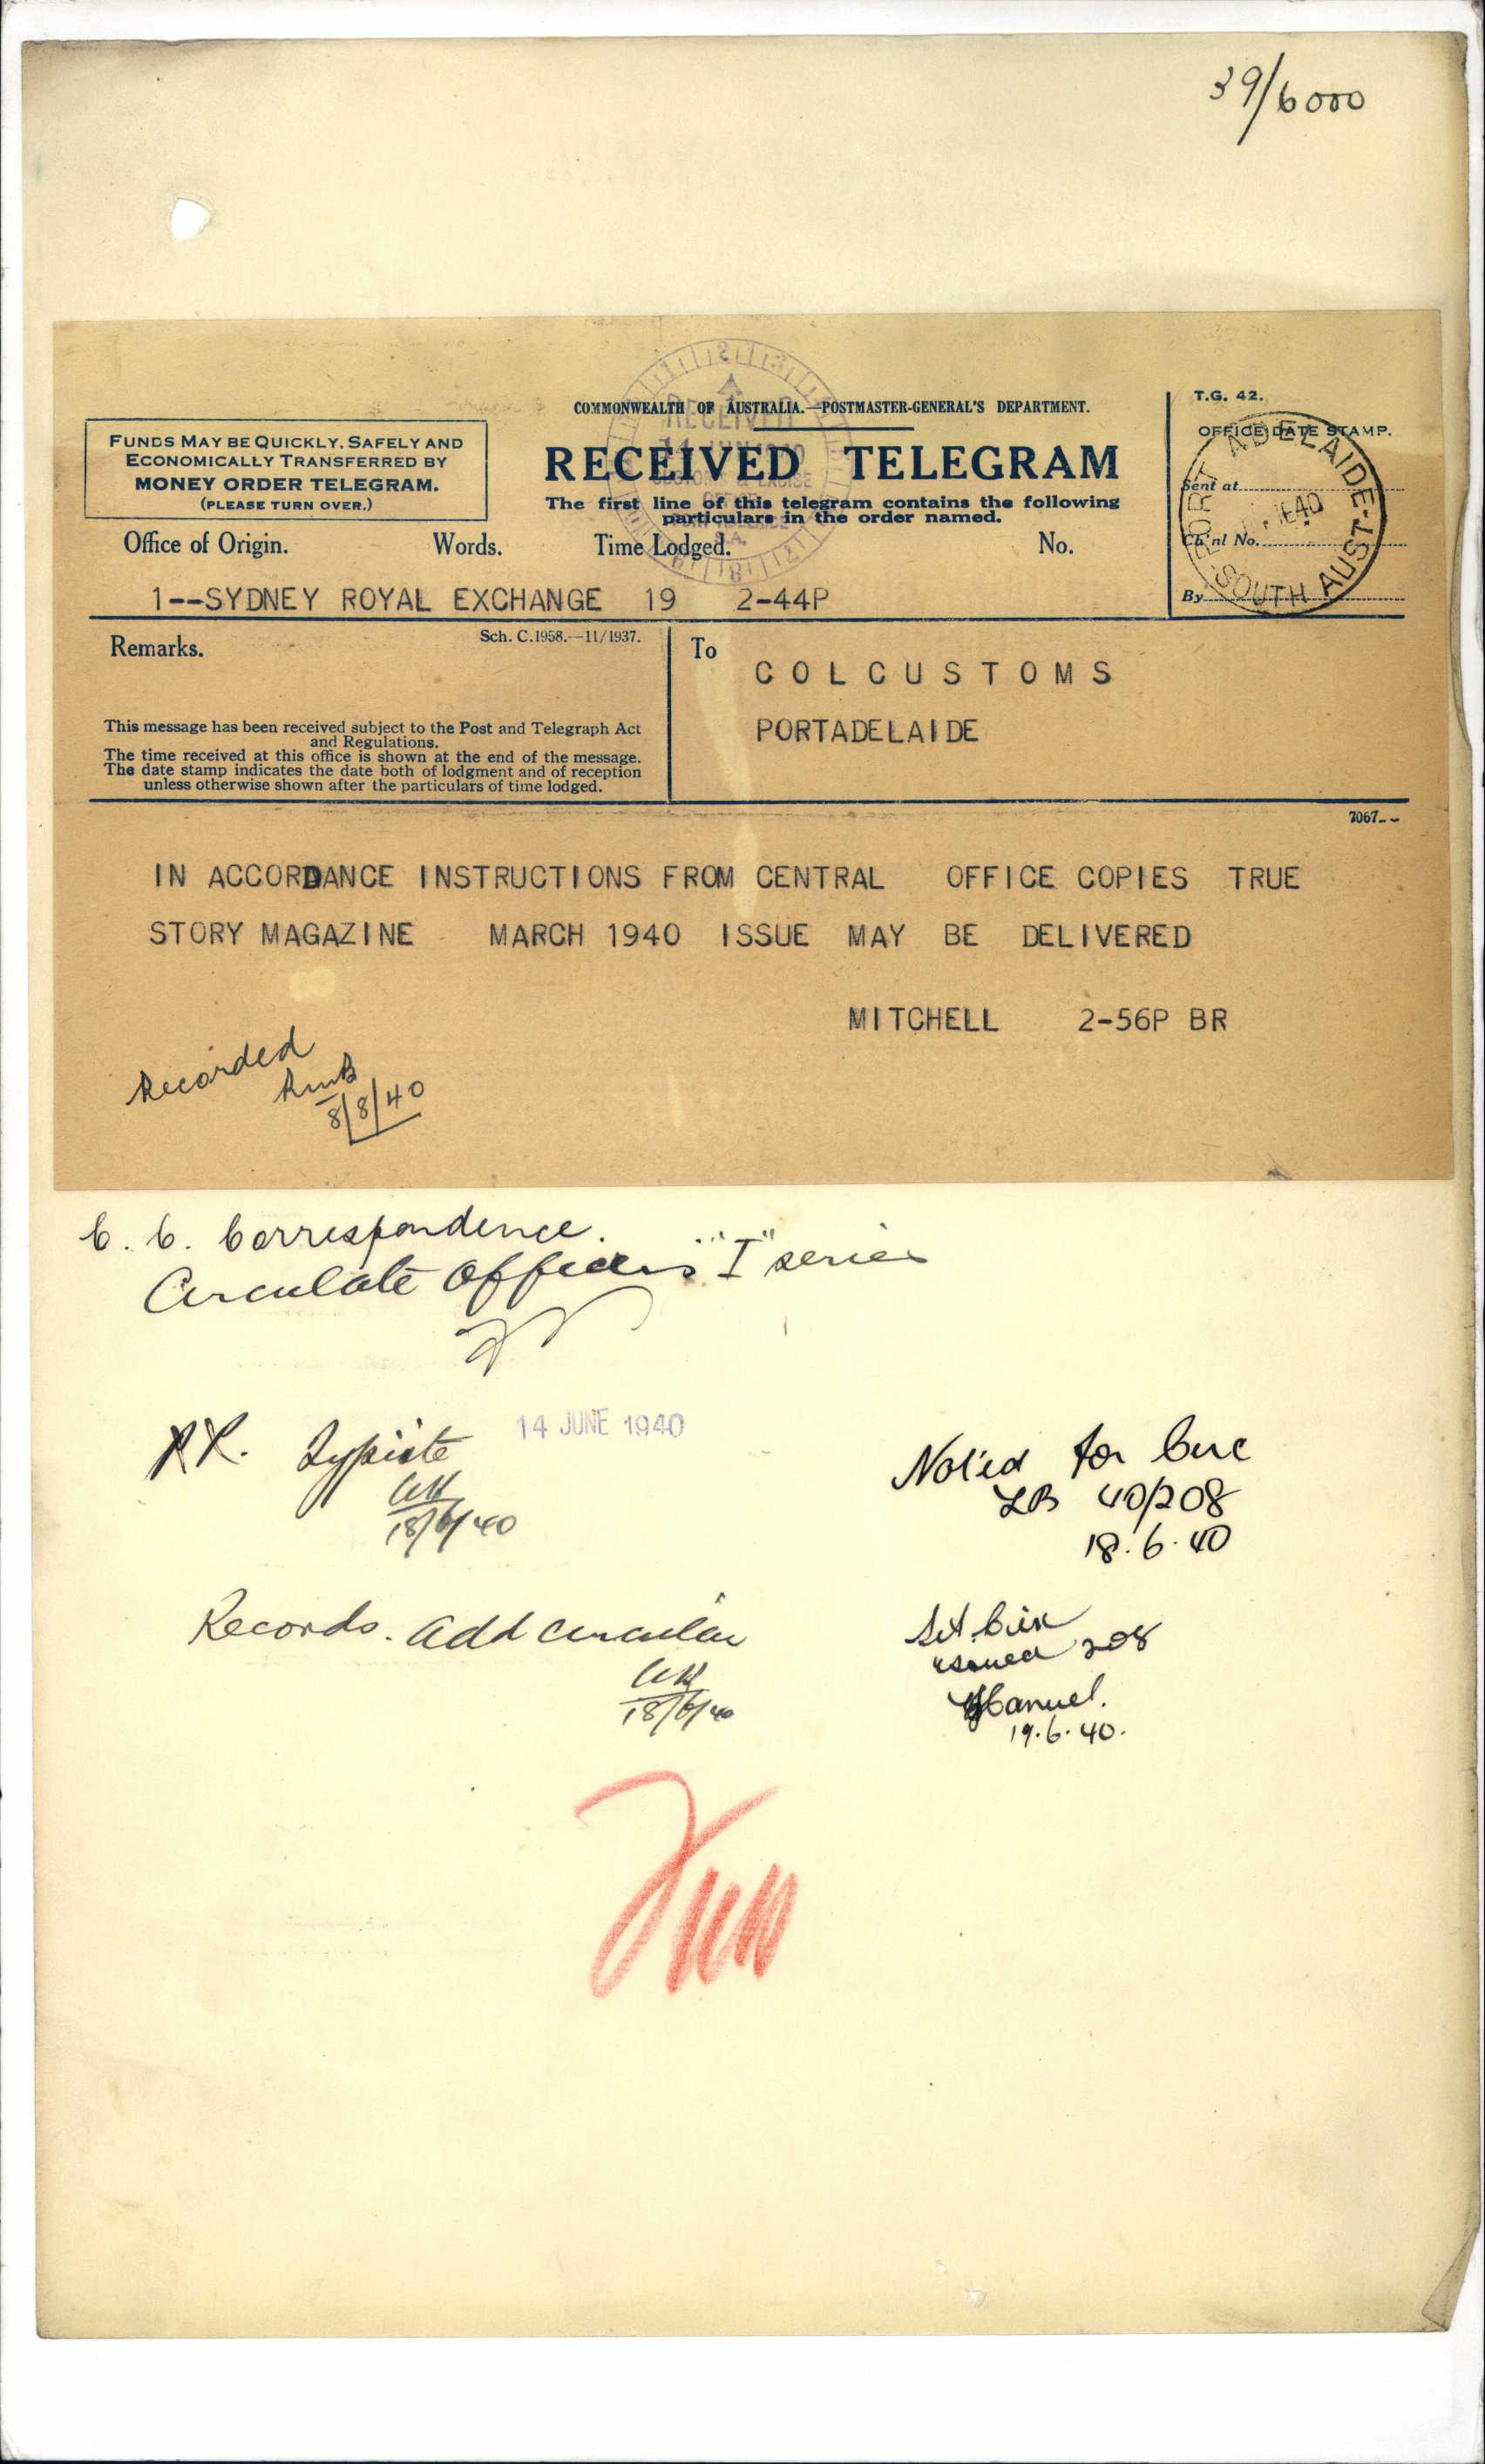 39/6000
COMMONWEALTH OF AUSTRALIA.—POSTMASTER-GENERAL'S DEPARTMENT.
T.G. 42.
FUNDS MAY BE QUICKLY, SAFELY AND
ECONOMICALLY TRANSFERRED BY
MONEY ORDER TELEGRAM.
(PLEASE TURN OVER.)
RECEIVED TELEGRAM
The first line of this telegram contains the following
particulars in the order named.
RECEIVED
OFFICE DATE STAMP.
PORT ADELAIDE
SOUTH AUST
Sent at
Ch'nl No.
By
Office of Origin. Words. Time Lodged. No.
1--SYDNEY ROYAL EXCHANGE 19 2-44P
Remarks.
Sch. C.1958.—11/1937.
This message has been received subject to the Post and Telegraph Act
and Regulations.
The time received at this office is shown at the end of the message.
The date stamp indicates the date both of lodgment and of reception
unless otherwise shown after the particulars of time lodged.
To
COLCUSTOMS
PORTADELAIDE
7067
IN ACCORDANCE INSTRUCTIONS FROM CENTRAL OFFICE COPIES TRUE
STORY MAGAZINE MARCH 1940 ISSUE MAY BE DELIVERED
MITCHELL 2-56P BR
Recorded
RmB
8/8/40
C. C. Correspondence.
Circulate Officers "I" series
14 JUNE 1940
Typiste
18/6/40
Noted for Circ
LB 40/208
18.6.40
Records. Add circular
18/6/40
issued 208
Manuel.
19.6.40.